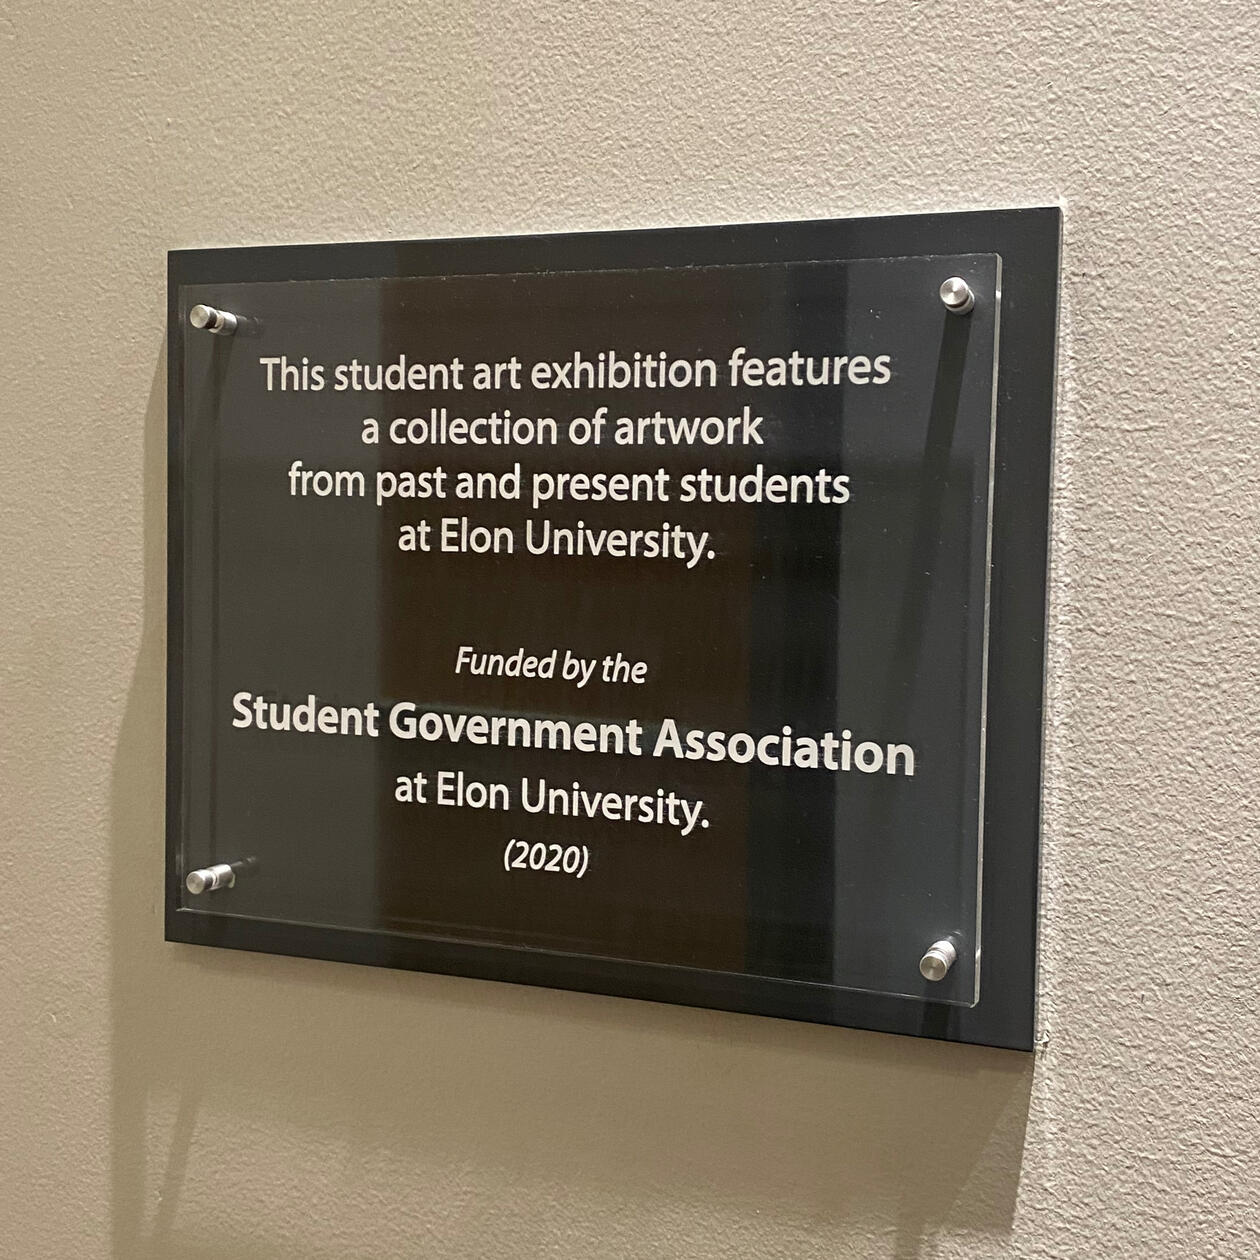 This student art exhibition features
a collection of artwork
from past and present students
at Elon University.
Funded by the
Student Government Association
at Elon University.
(2020)